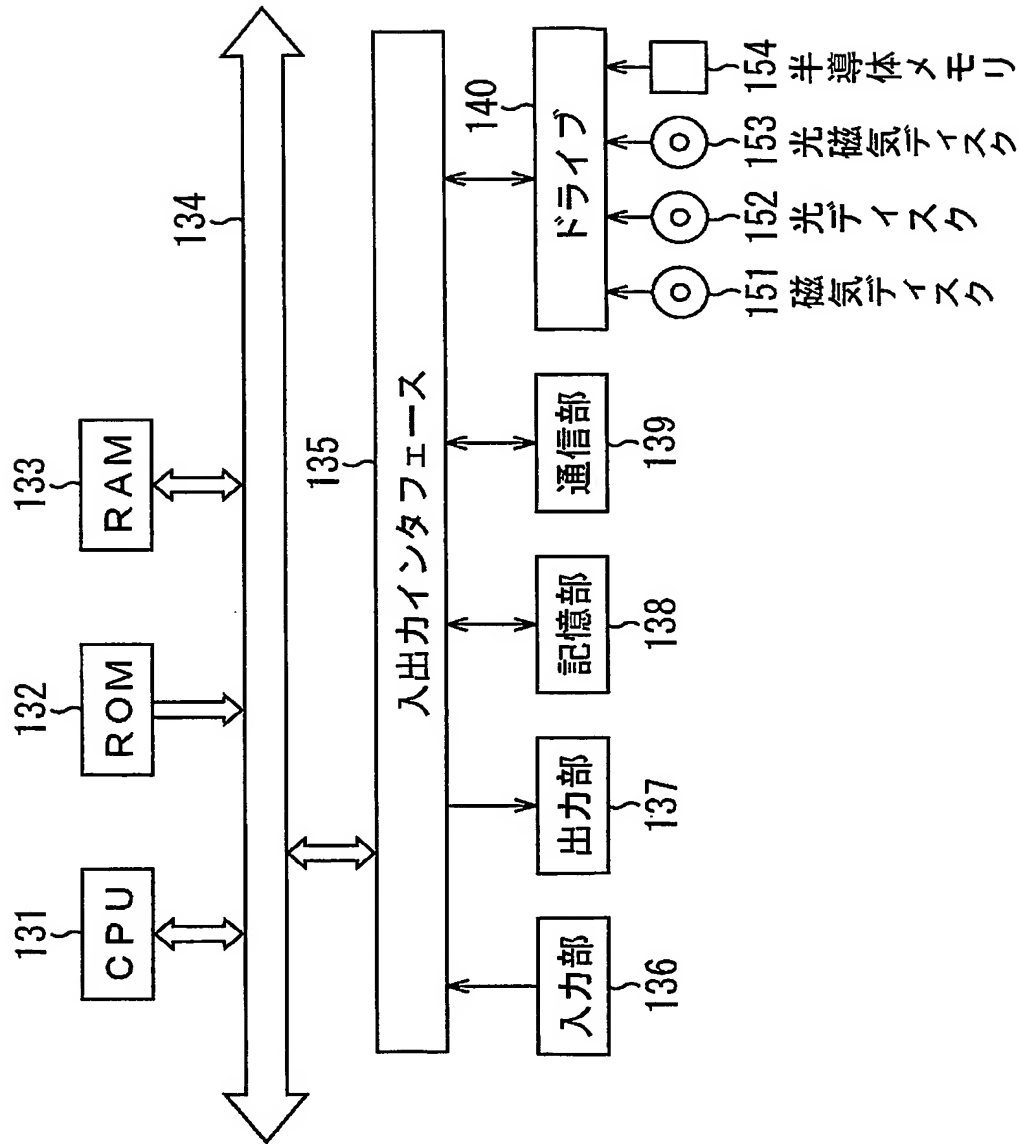 131
132
133
CPU
ROM
RAM
134
135
入出力インタフェース
140
入力部
出力部
記憶部
通信部
ドライブ
136
137
138
139
151
磁気ディスク
152
光ディスク
153
光磁気ディスク
154
半導体メモリ